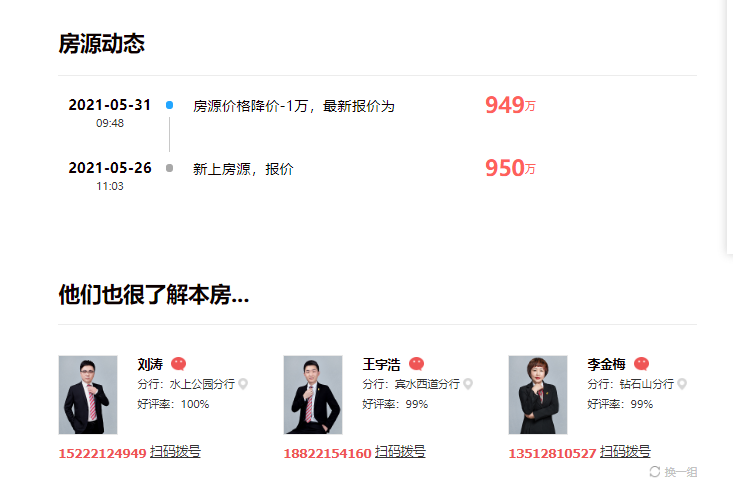 房源动态
2021-05-31 房源价格降价-1万，最新报价为 949万
09:48
2021-05-26 新上房源，报价 950万
11:03
他们也很了解本房...
刘涛 王宇浩 李金梅
分行：水上公园分行 分行：宾水西道分行 分行：钻石山分行
好评率：100% 好评率：99% 好评率：99%
15222124949 扫码拨号 18822154160 扫码拨号 13512810527 扫码拨号
换一组